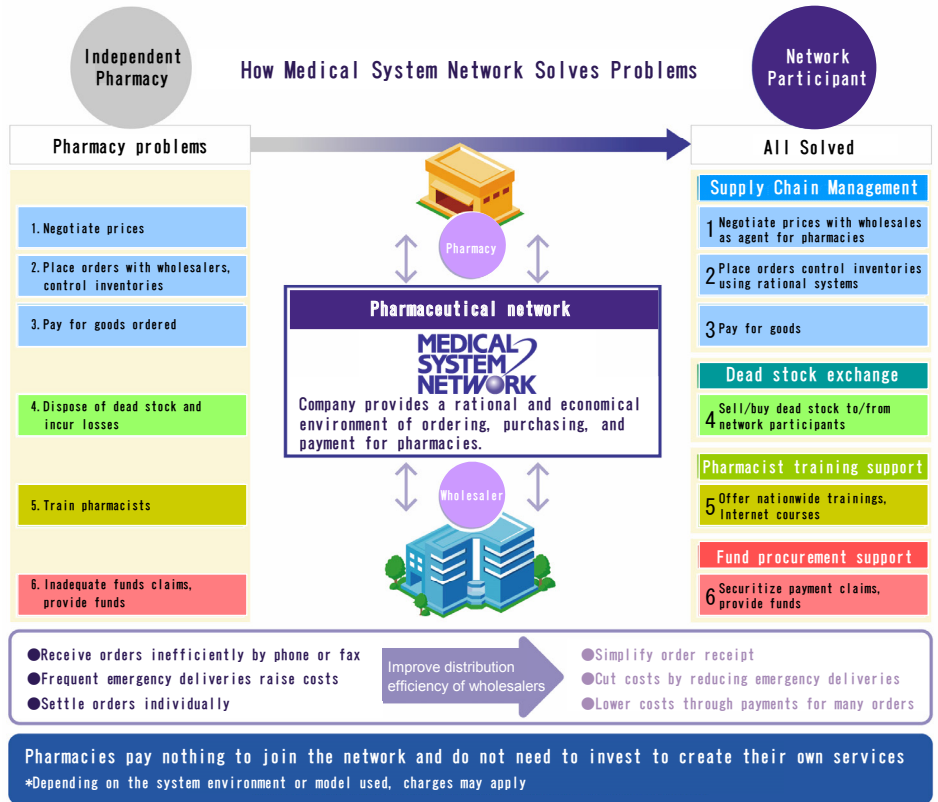 Independent
Pharmacy
How Medical System Network Solves Problems
Network
Participant
Pharmacy problems
All Solved
1. Negotiate prices
2. Place orders with wholesalers,
control inventories
3. Pay for goods ordered
4. Dispose of dead stock and
incur losses
5. Train pharmacists
6. Inadequate funds claims,
provide funds
Pharmacy
Pharmaceutical network
MEDICAL
SYSTEM
NETWORK
Company provides a rational and economical
environment of ordering, purchasing, and
payment for pharmacies.
Wholesaler
Supply Chain Management
1 Negotiate prices with wholesales
as agent for pharmacies
2 Place orders control inventories
using rational systems
3 Pay for goods
Dead stock exchange
4 Sell/buy dead stock to/from
network participants
Pharmacist training support
5 Offer nationwide trainings,
Internet courses
Fund procurement support
6 Securitize payment claims,
provide funds
●Receive orders inefficiently by phone or fax
●Frequent emergency deliveries raise costs
●Settle orders individually
Improve distribution
efficiency of wholesalers
●Simplify order receipt
●Cut costs by reducing emergency deliveries
●Lower costs through payments for many orders
Pharmacies pay nothing to join the network and do not need to invest to create their own services
*Depending on the system environment or model used, charges may apply